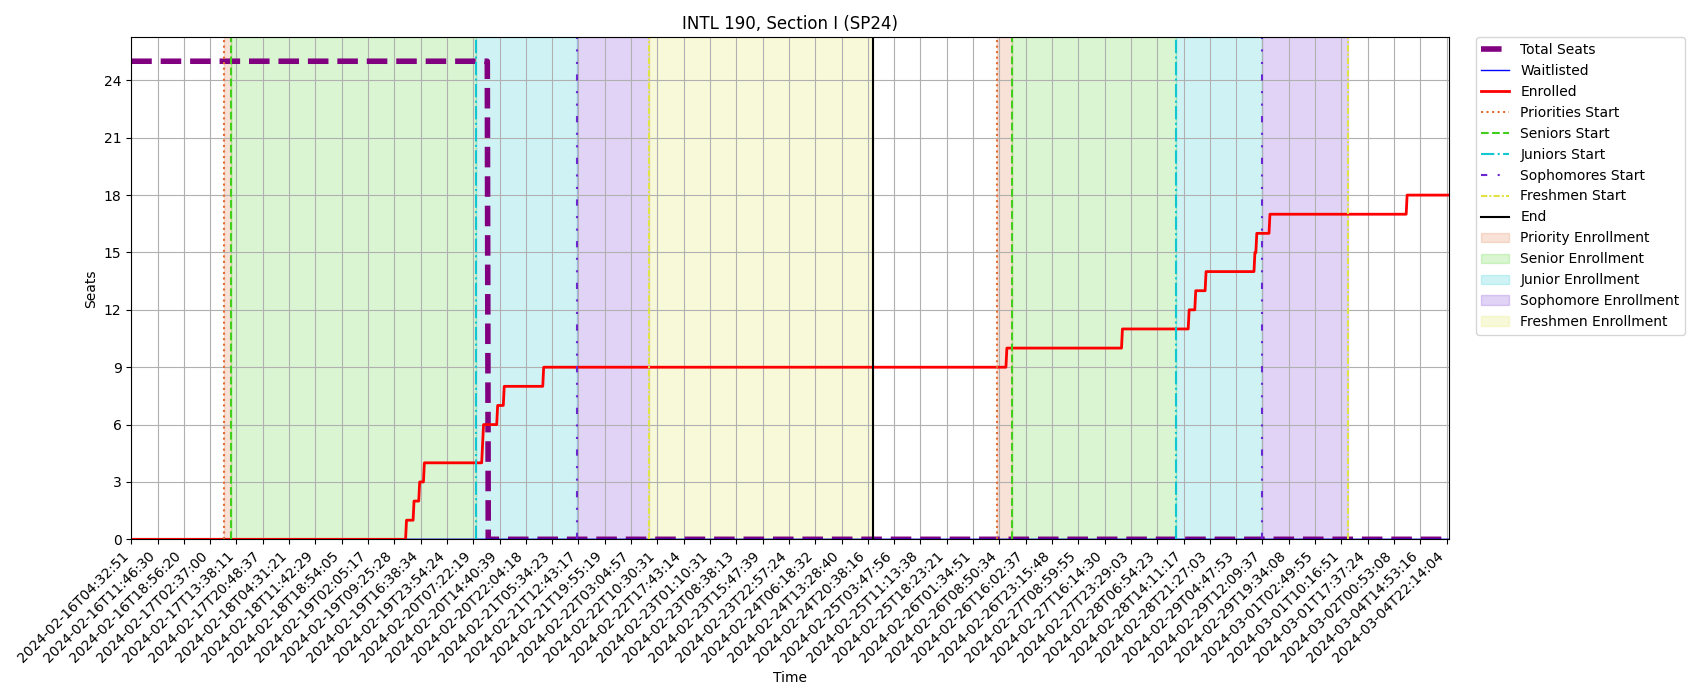 INTL 190, Section I (SP24)
Seats
24
21
18
15
12
9
6
3
0
2024-02-16T04:32:51
2024-02-16T11:46:30
2024-02-16T18:56:20
2024-02-17T02:37:00
2024-02-17T13:38:11
2024-02-17T20:48:37
2024-02-18T04:31:21
2024-02-18T11:42:29
2024-02-18T18:54:05
2024-02-19T02:05:17
2024-02-19T09:25:28
2024-02-19T16:38:34
2024-02-19T23:54:24
2024-02-20T07:22:19
2024-02-20T14:40:39
2024-02-20T22:04:18
2024-02-21T05:34:23
2024-02-21T12:43:17
2024-02-21T19:55:19
2024-02-22T03:04:57
2024-02-22T10:30:31
2024-02-22T17:43:14
2024-02-23T01:10:31
2024-02-23T08:38:13
2024-02-23T15:47:39
2024-02-23T22:57:24
2024-02-24T06:18:32
2024-02-24T13:28:40
2024-02-24T20:38:16
2024-02-25T03:47:56
2024-02-25T11:13:38
2024-02-25T18:23:21
2024-02-26T01:34:51
2024-02-26T08:50:34
2024-02-26T16:02:37
2024-02-26T23:15:48
2024-02-27T08:59:55
2024-02-27T16:14:30
2024-02-27T23:29:03
2024-02-28T06:54:23
2024-02-28T14:11:17
2024-02-28T21:27:03
2024-02-29T04:47:53
2024-02-29T12:09:37
2024-02-29T19:34:08
2024-03-01T02:49:55
2024-03-01T10:16:51
2024-03-01T17:37:24
2024-03-02T00:53:08
2024-03-04T14:53:16
2024-03-04T22:14:04
Time
Total Seats
Waitlisted
Enrolled
Priorities Start
Seniors Start
Juniors Start
Sophomores Start
Freshmen Start
End
Priority Enrollment
Senior Enrollment
Junior Enrollment
Sophomore Enrollment
Freshmen Enrollment